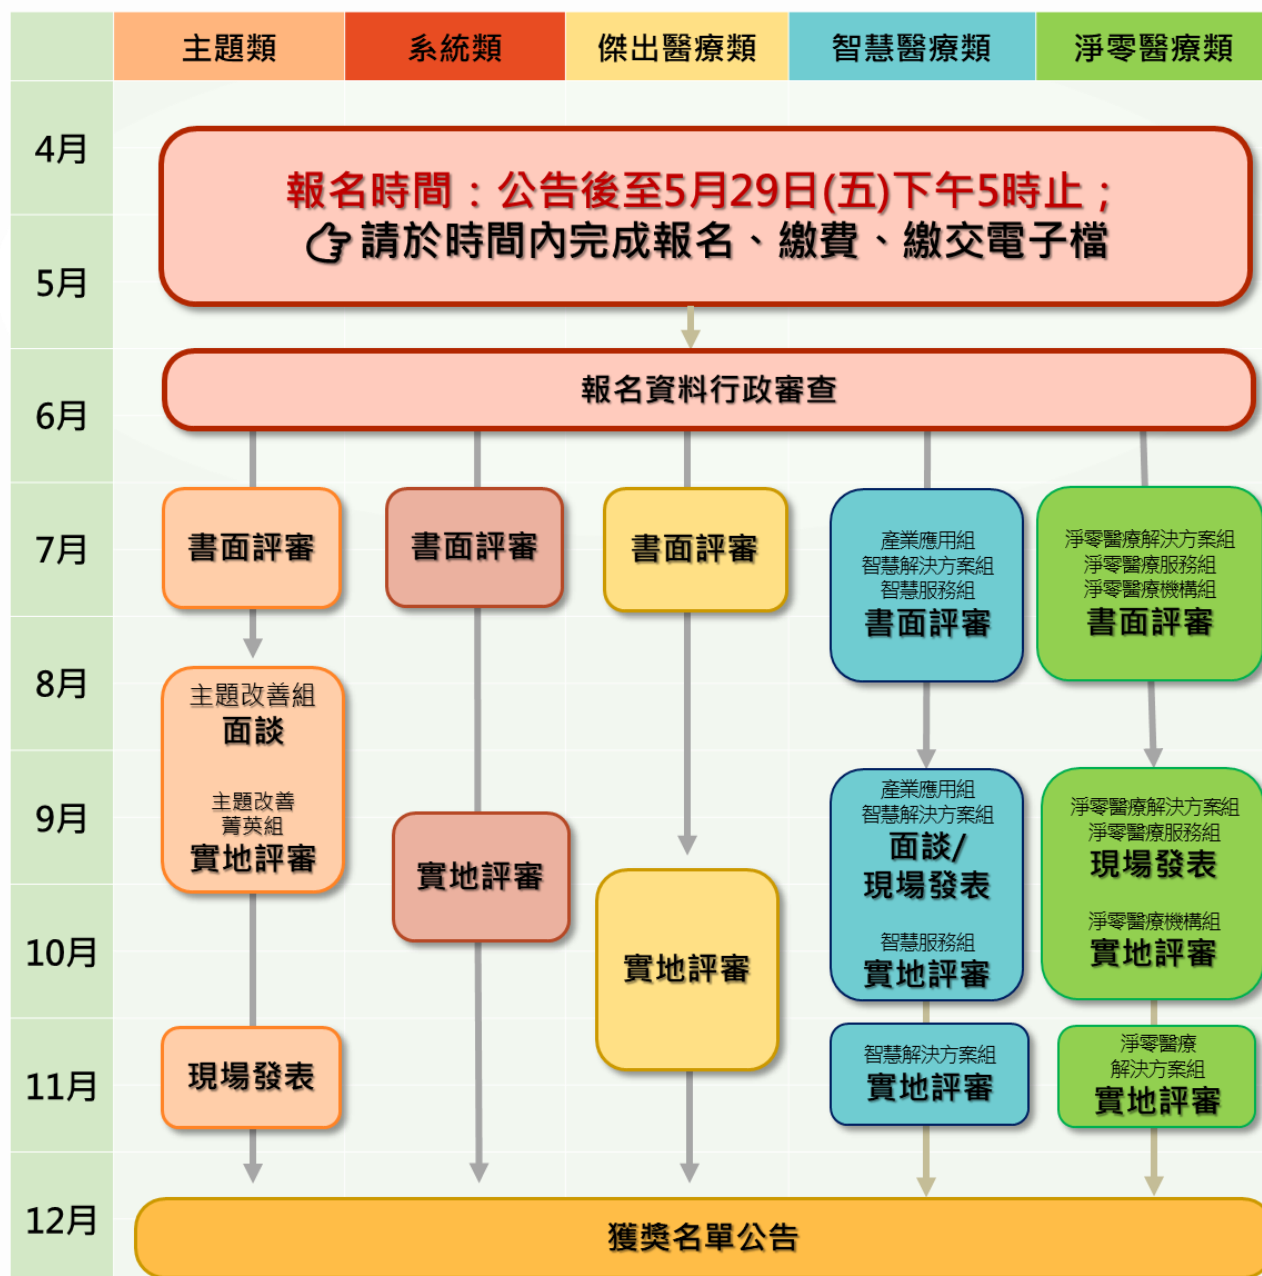 主題類
系統類
傑出醫療類
智慧醫療類
淨零醫療類
4月
報名時間：公告後至5月29日(五)下午5時止；
請於時間內完成報名、繳費、繳交電子檔
5月
6月
報名資料行政審查
7月
書面評審
書面評審
書面評審
產業應用組
智慧解決方案組
智慧服務組
書面評審
淨零醫療解決方案組
淨零醫療服務組
淨零醫療機構組
書面評審
8月
主題改善組
面談
9月
主題改善
菁英組
實地評審
實地評審
實地評審
產業應用組
智慧解決方案組
面談/
現場發表
智慧服務組
實地評審
淨零醫療解決方案組
淨零醫療服務組
現場發表
淨零醫療機構組
實地評審
10月
11月
現場發表
智慧解決方案組
實地評審
淨零醫療
解決方案組
實地評審
12月
獲獎名單公告